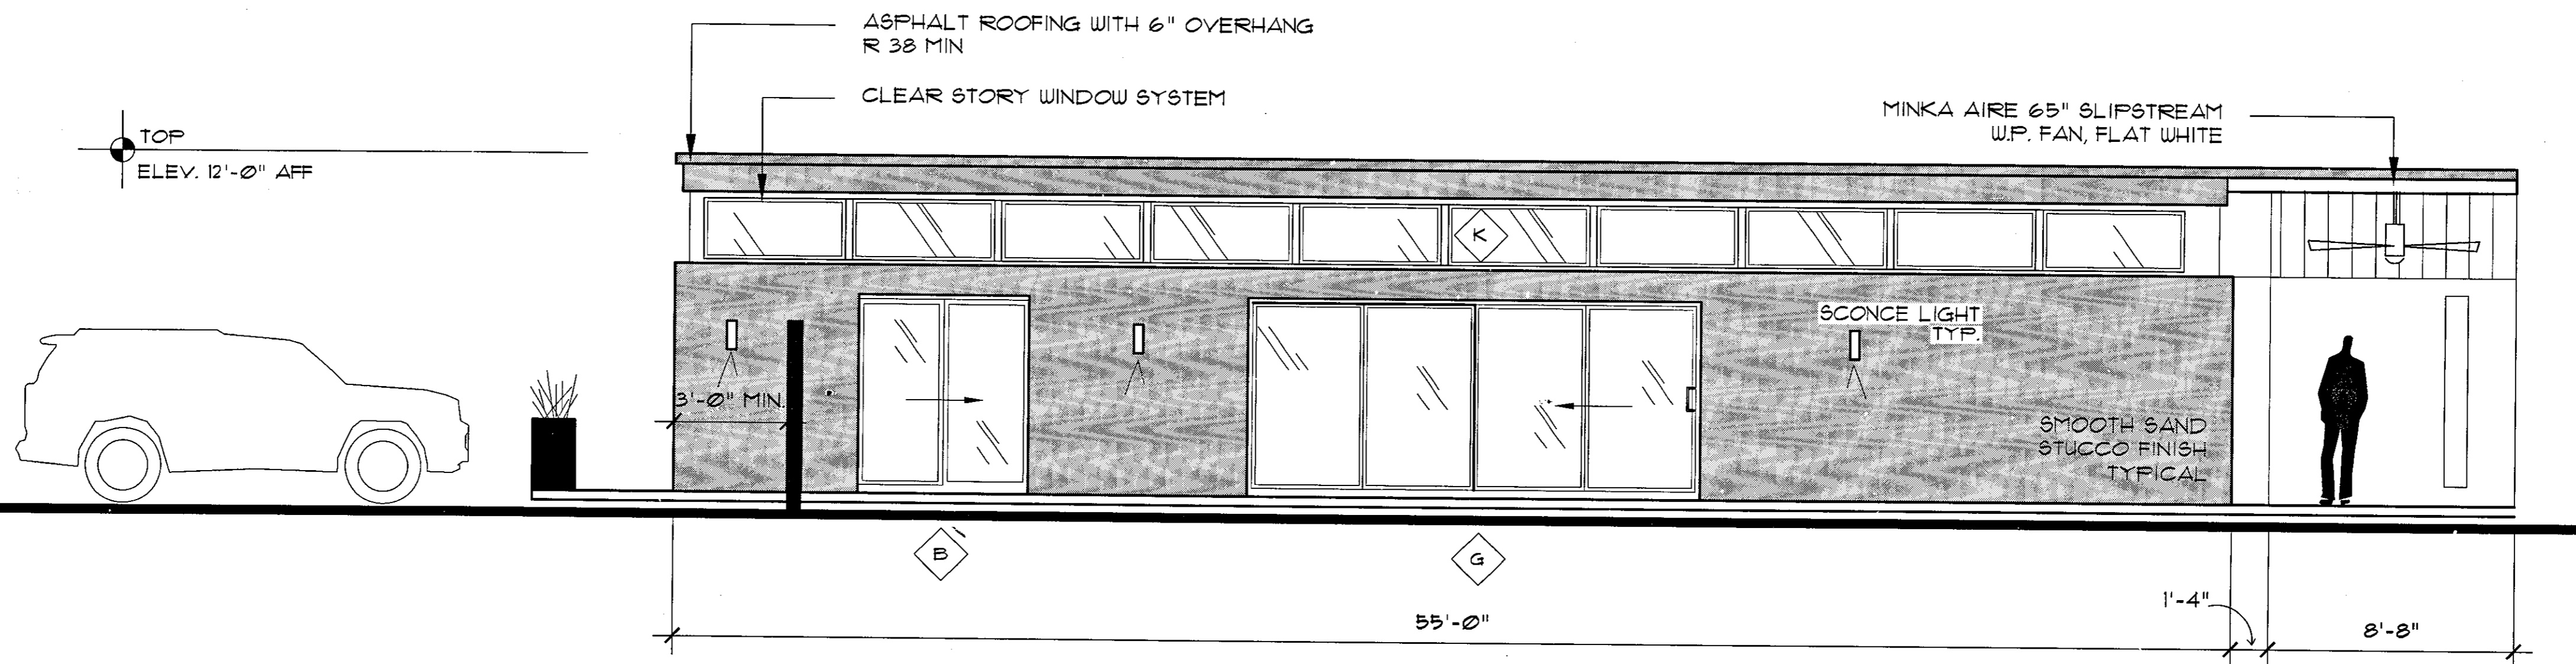 ASPHALT ROOFING WITH 6" OVERHANG
R 38 MIN
CLEAR STORY WINDOW SYSTEM
MINKA AIRE 65" SLIPSTREAM
W.P. FAN, FLAT WHITE
TOP
ELEV. 12'-0" AFF
K
SCONCE LIGHT
TYP.
3'-0" MIN.
SMOOTH SAND
STUCCO FINISH
TYPICAL
B
G
55'-0"
1'-4"
8'-8"